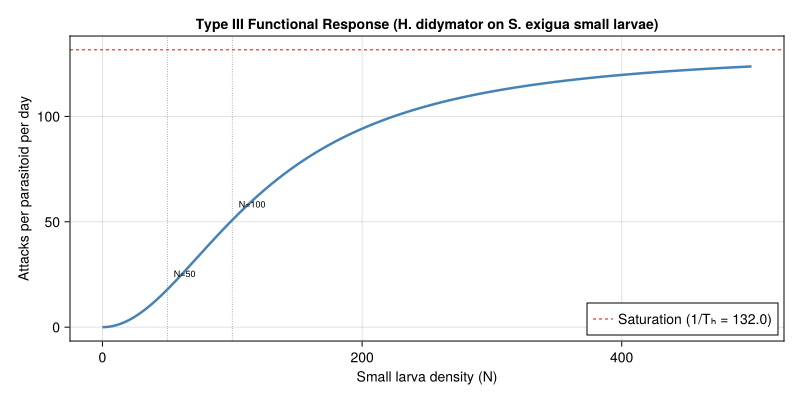 Type III Functional Response (H. didymator on S. exigua small larvae)
Attacks per parasitoid per day
100
50
0
N=100
N=50
Saturation (1/Tₕ = 132.0)
0
200
400
Small larva density (N)